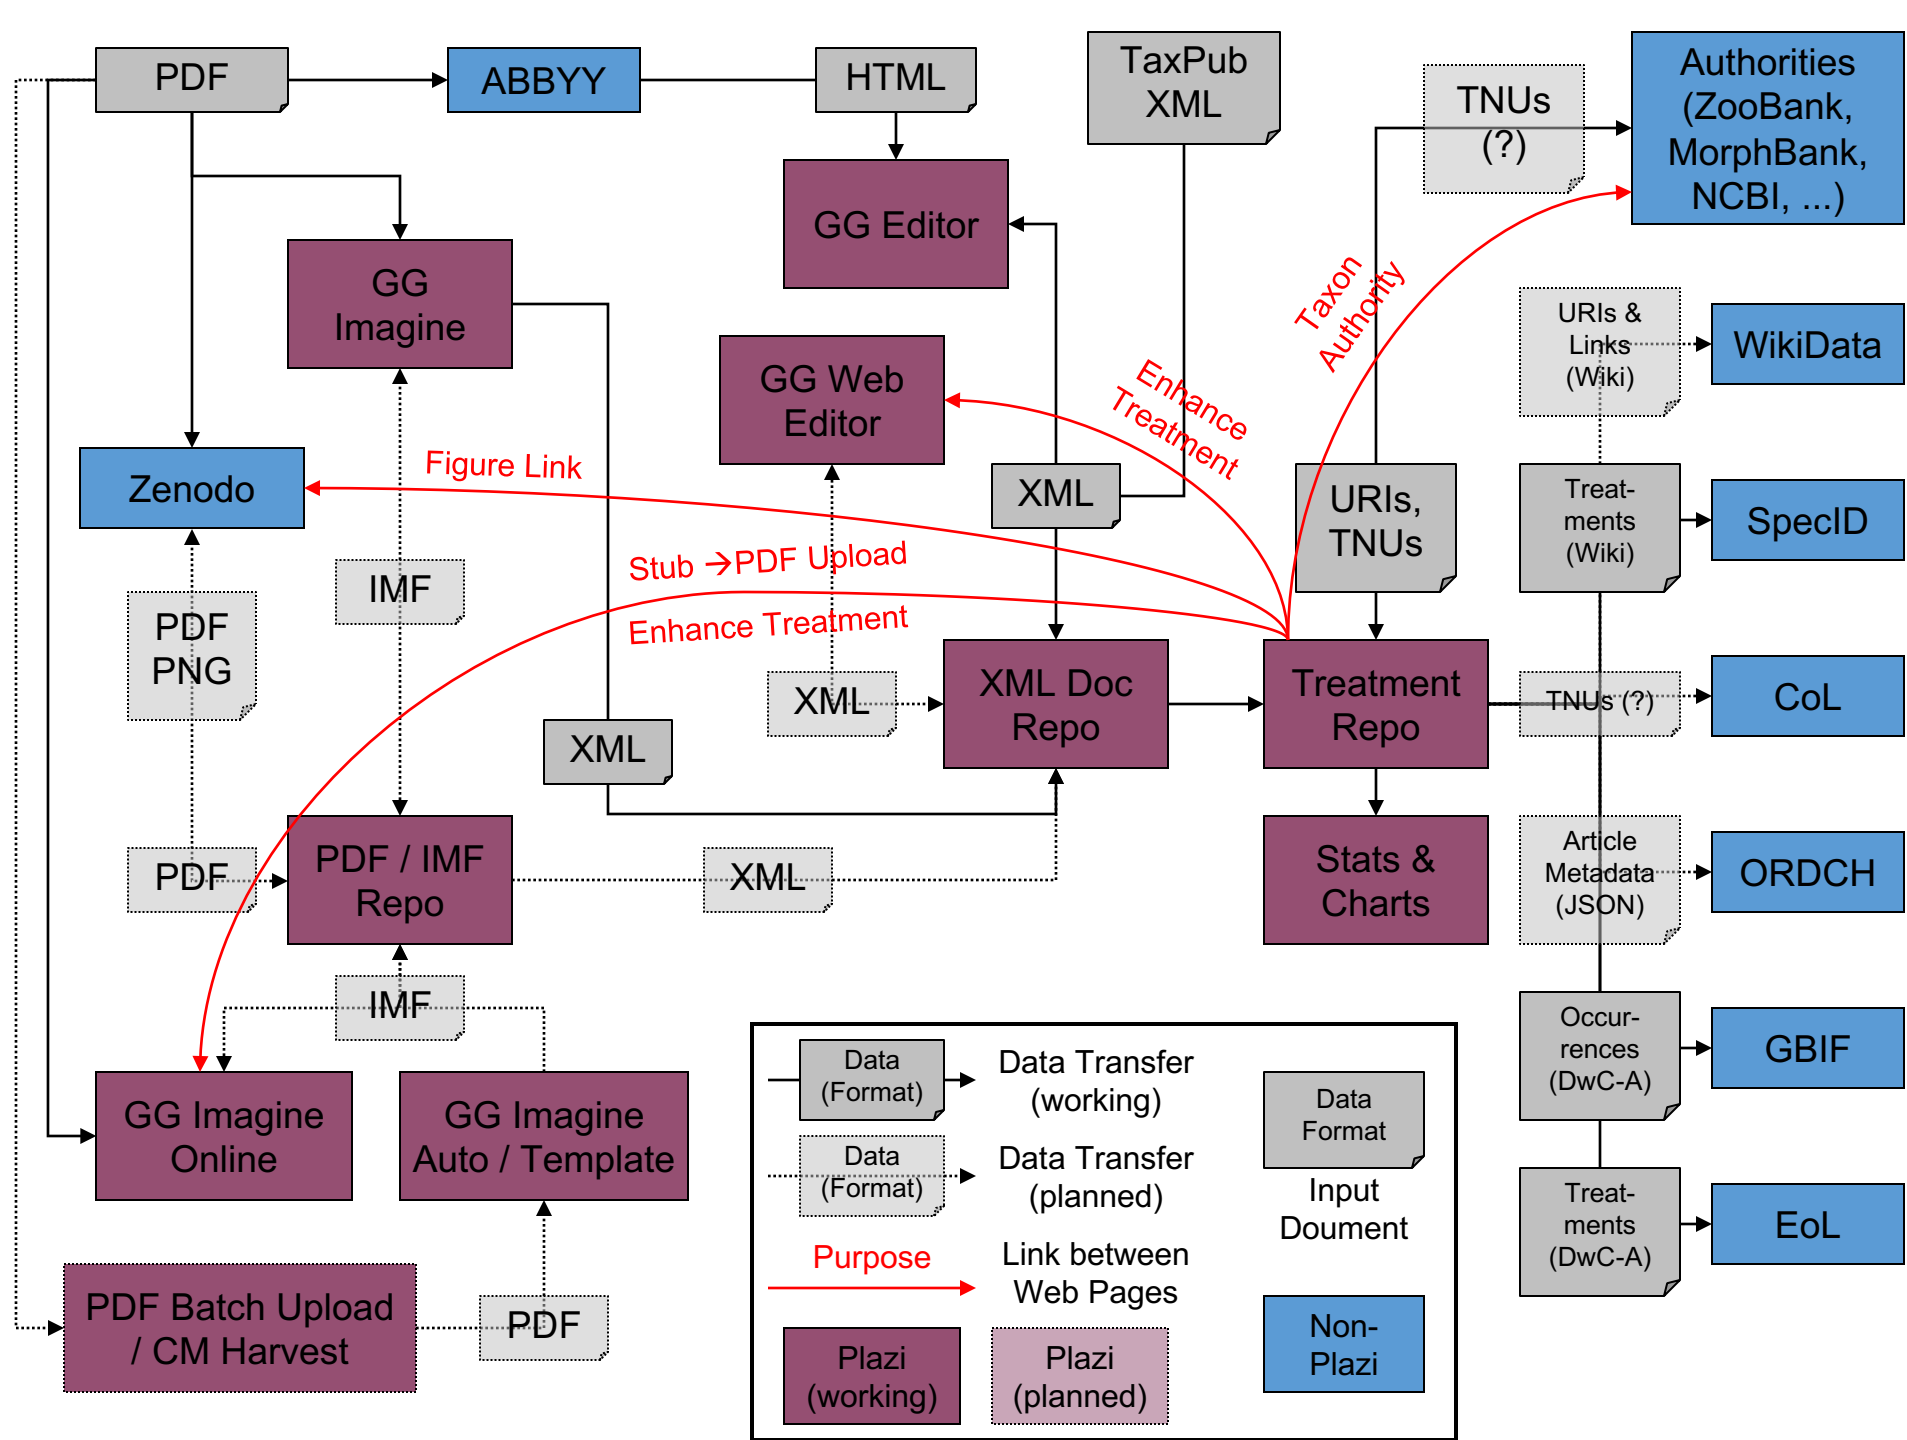 PDF
ABBYY
HTML
TaxPub
XML
TNUs
(?)
Authorities
(ZooBank,
MorphBank,
NCBI, ...)
GG Editor
GG
Imagine
Taxon
Authority
URIs &
Links
(Wiki)
WikiData
GG Web
Editor
Enhance
Treatment
Figure Link
Zenodo
XML
URIs,
TNUs
Treat-
ments
(Wiki)
SpecID
Stub →PDF Upload
IMF
Enhance Treatment
PDF
PNG
XML
XML Doc
Repo
Treatment
Repo
TNUs (?)
CoL
XML
PDF
PDF / IMF
Repo
XML
Stats &
Charts
Article
Metadata
(JSON)
ORDCH
IMF
Occur-
rences
(DwC-A)
GBIF
GG Imagine
Online
GG Imagine
Auto / Template
Treat-
ments
(DwC-A)
EoL
PDF Batch Upload
/ CM Harvest
PDF
Data
(Format)
Data Transfer
(working)
Data
Format
Data
(Format)
Data Transfer
(planned)
Input
Doument
Purpose
Link between
Web Pages
Plazi
(working)
Plazi
(planned)
Non-
Plazi